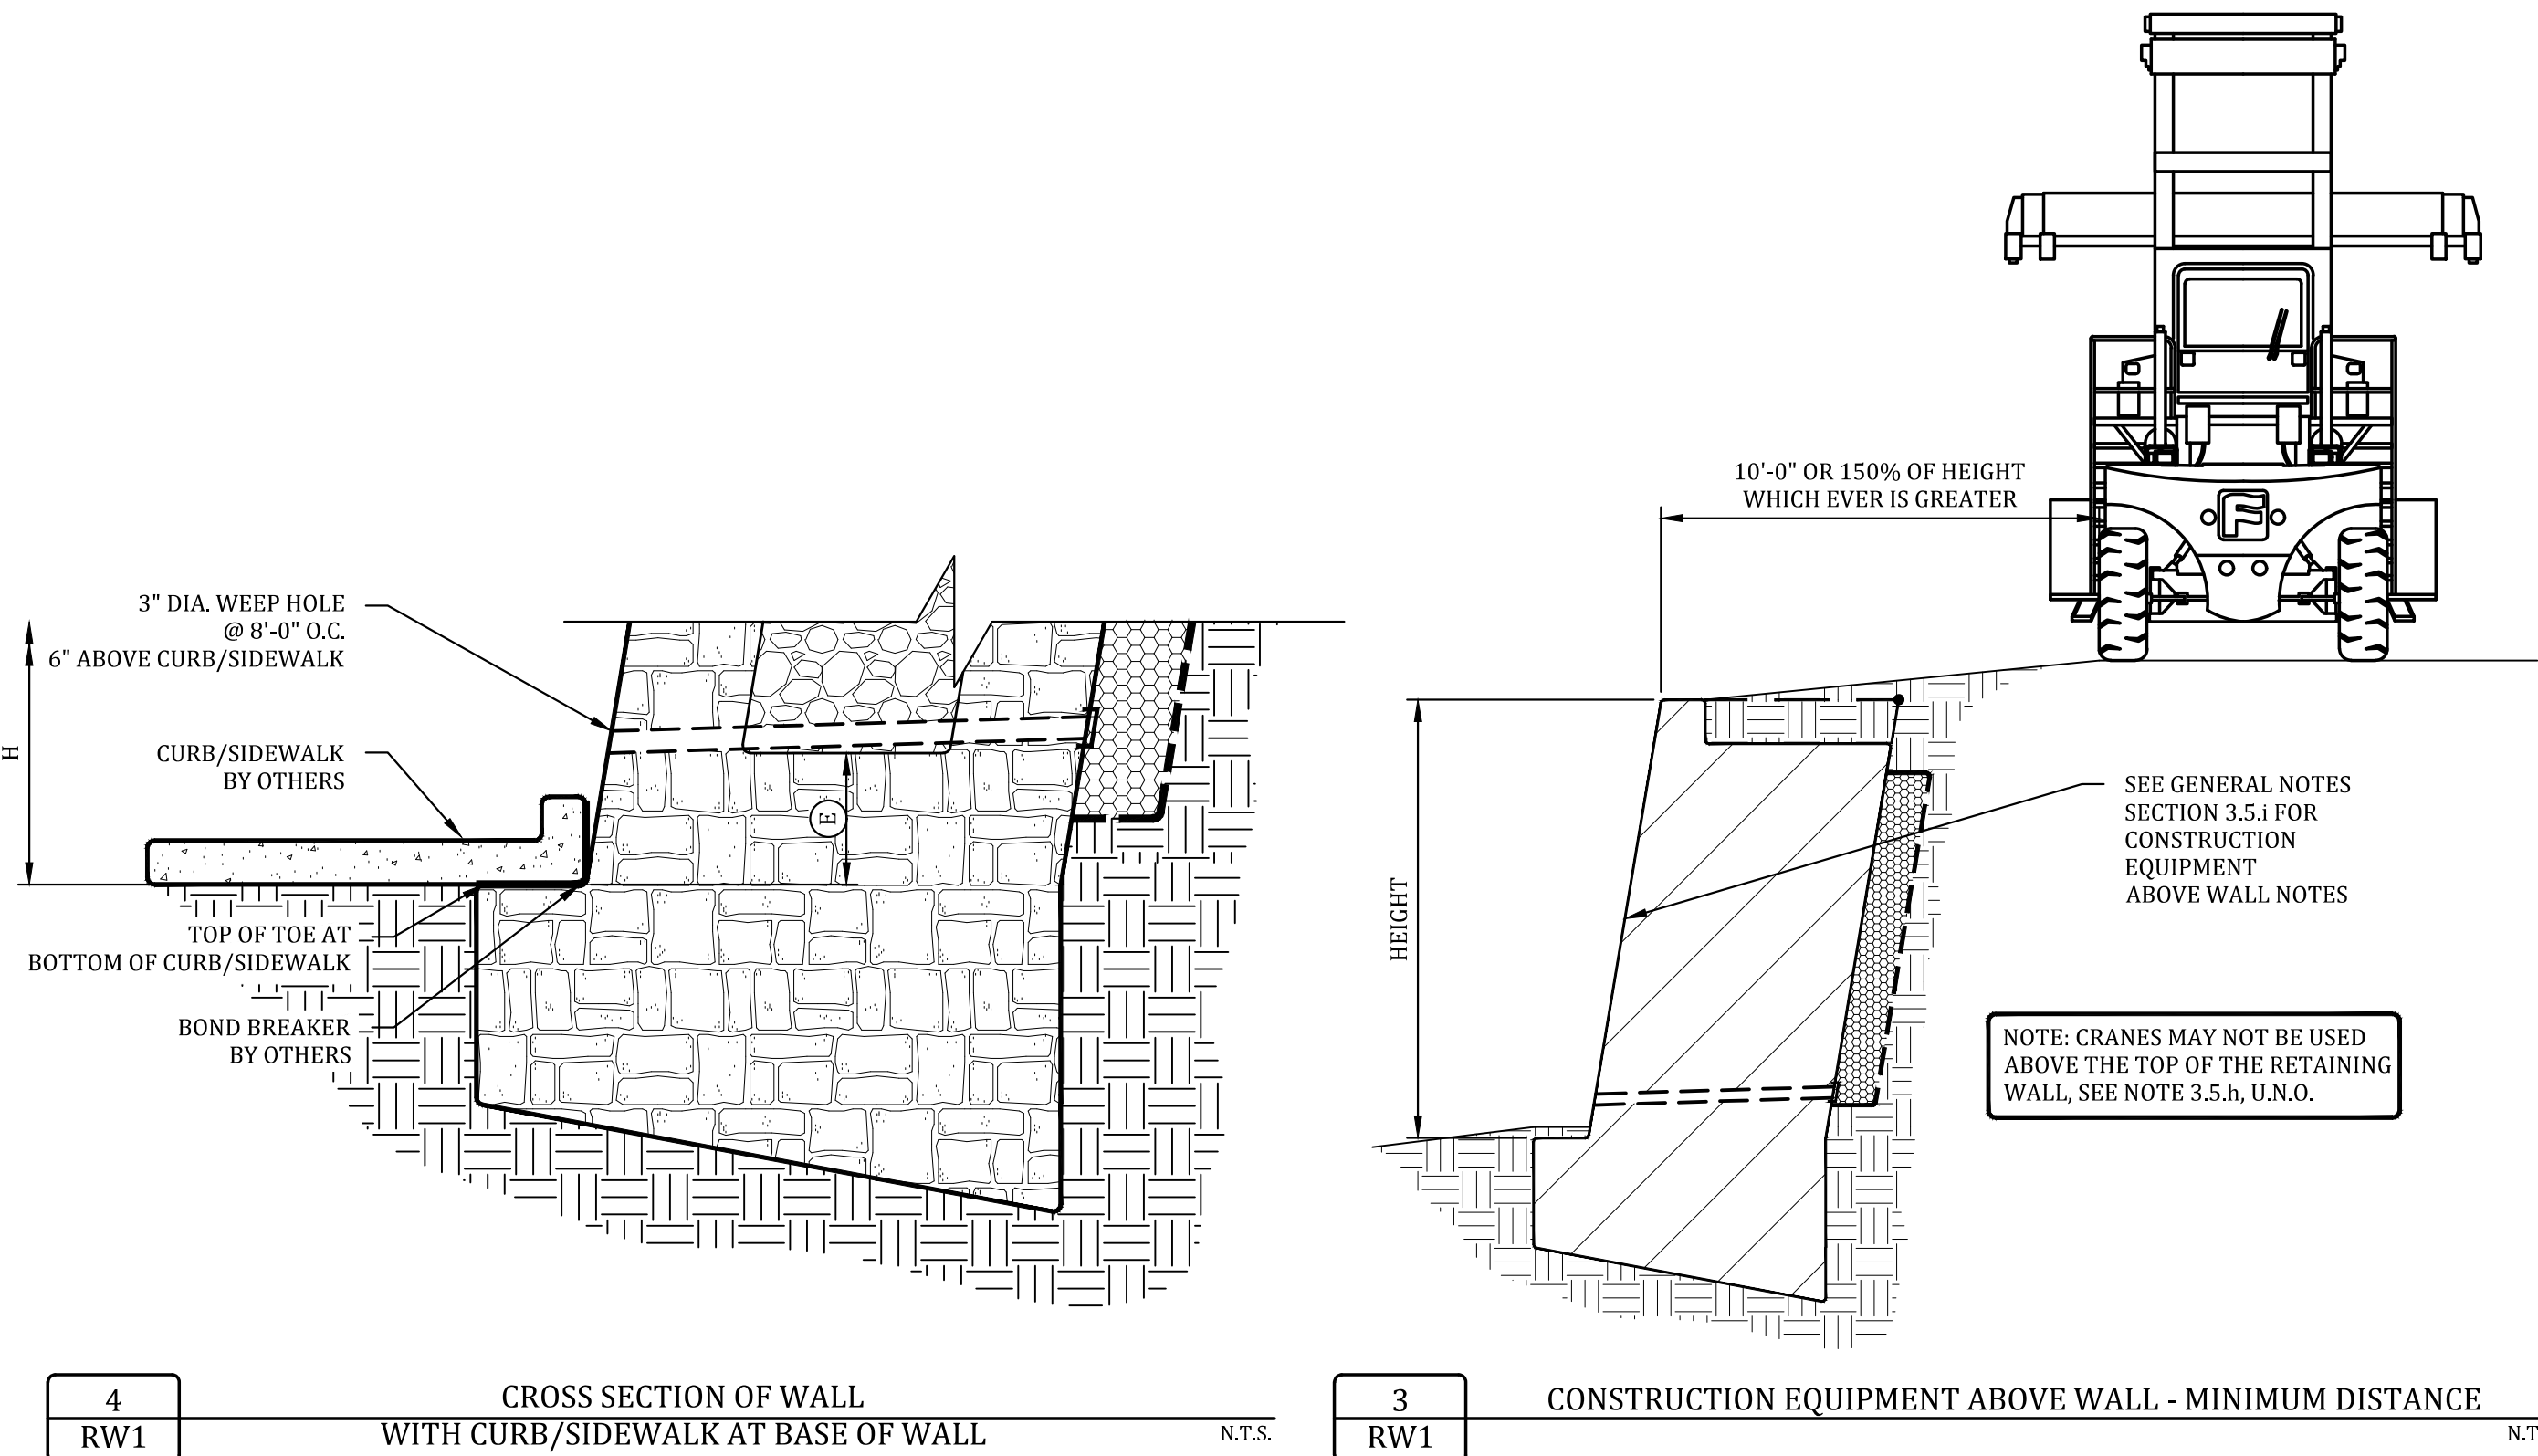 3" DIA. WEEP HOLE
@ 8'-0" O.C.
6" ABOVE CURB/SIDEWALK
H
CURB/SIDEWALK
BY OTHERS
E
TOP OF TOE AT
BOTTOM OF CURB/SIDEWALK
BOND BREAKER
BY OTHERS
4
RW1
CROSS SECTION OF WALL
WITH CURB/SIDEWALK AT BASE OF WALL
N.T.S.
10'-0" OR 150% OF HEIGHT
WHICH EVER IS GREATER
F
HEIGHT
SEE GENERAL NOTES
SECTION 3.5.i FOR
CONSTRUCTION
EQUIPMENT
ABOVE WALL NOTES
NOTE: CRANES MAY NOT BE USED
ABOVE THE TOP OF THE RETAINING
WALL, SEE NOTE 3.5.h, U.N.O.
3
RW1
CONSTRUCTION EQUIPMENT ABOVE WALL - MINIMUM DISTANCE
N.T